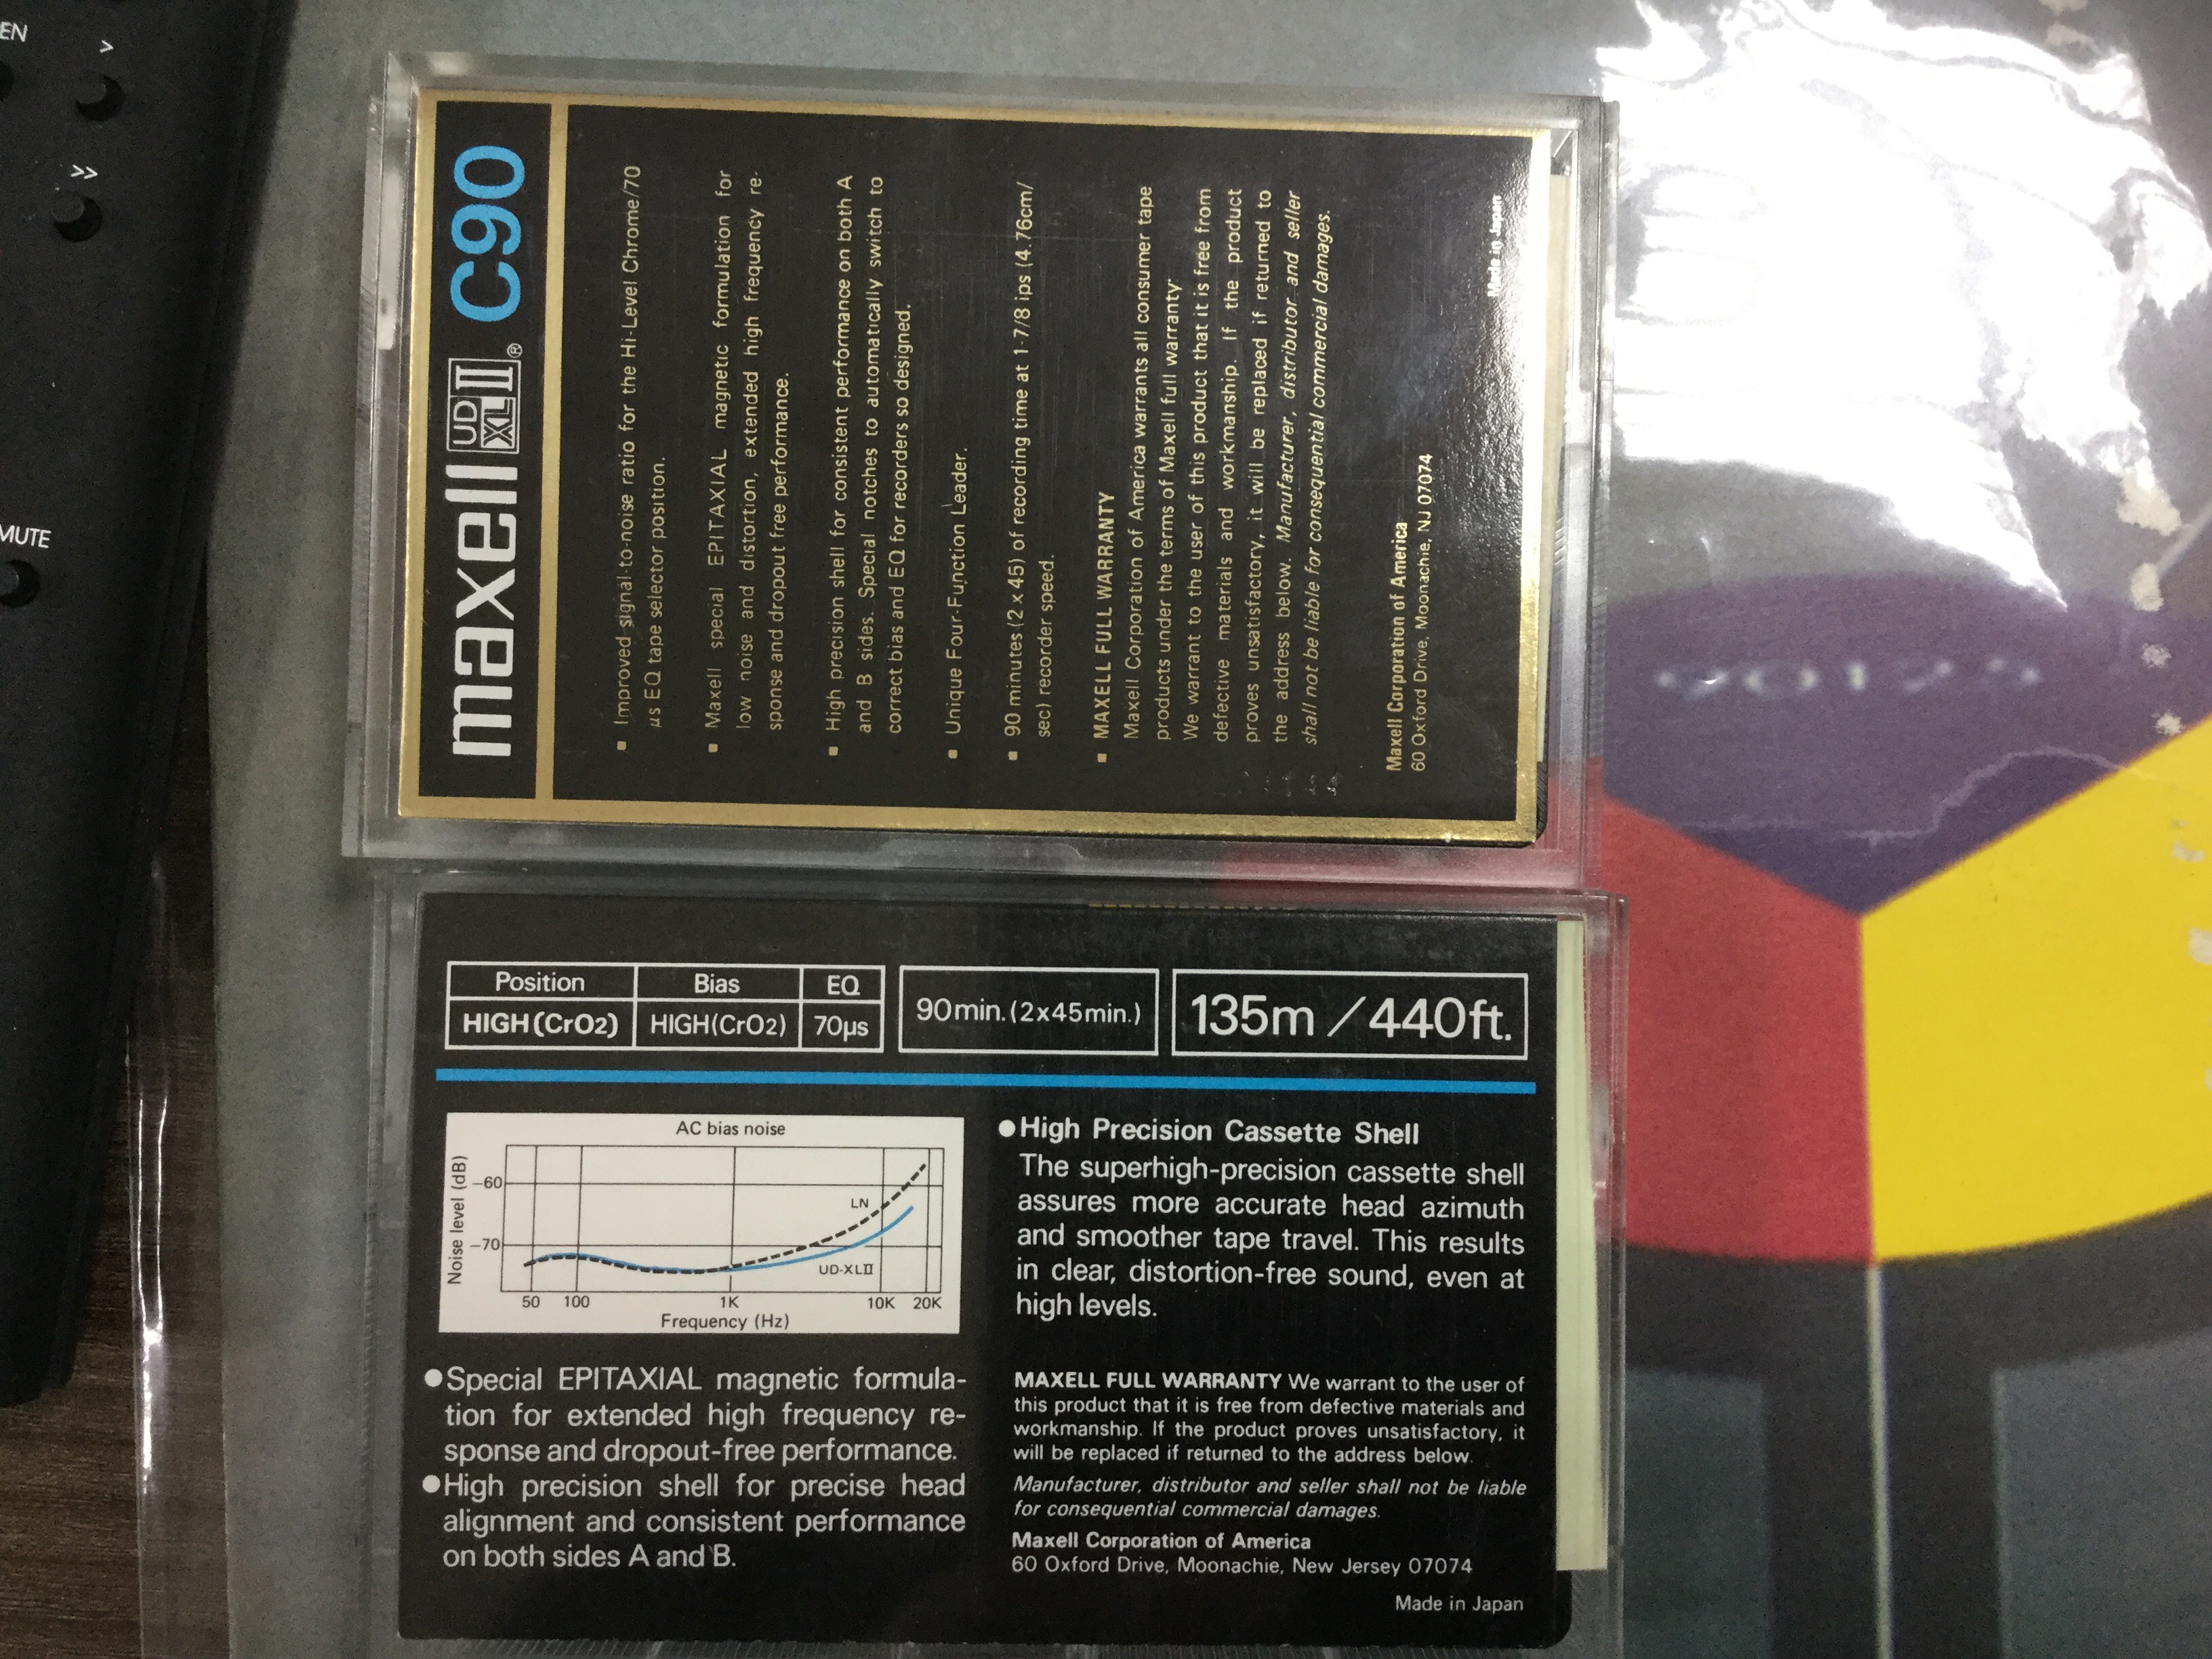 EN
>
>>
MUTE
maxell UD XLII® C90
▪ Improved signal-to-noise ratio for the Hi-Level Chrome/70
µs EQ tape selector position.
▪ Maxell special EPITAXIAL magnetic formulation for
low noise and distortion, extended high frequency re-
sponse and dropout free performance.
▪ High precision shell for consistent performance on both A
and B sides. Special notches to automatically switch to
correct bias and EQ for recorders so designed.
▪ Unique Four-Function Leader.
▪ 90 minutes (2 x 45) of recording time at 1-7/8 ips (4.76cm/
sec) recorder speed.
▪ MAXELL FULL WARRANTY
Maxell Corporation of America warrants all consumer tape
products under the terms of Maxell full warranty:
We warrant to the user of this product that it is free from
defective materials and workmanship. If the product
proves unsatisfactory, it will be replaced if returned to
the address below. Manufacturer, distributor and seller
shall not be liable for consequential commercial damages.
Maxell Corporation of America
60 Oxford Drive, Moonachie, NJ 07074
Made in Japan
Position Bias EQ
HIGH(CrO2) HIGH(CrO2) 70µs
90min.(2x45min.)
135m/440ft.
AC bias noise
Noise level (dB)
-60
-70
LN
UD-XLII
50 100 1K 10K 20K
Frequency (Hz)
●Special EPITAXIAL magnetic formula-
tion for extended high frequency re-
sponse and dropout-free performance.
●High precision shell for precise head
alignment and consistent performance
on both sides A and B.
●High Precision Cassette Shell
The superhigh-precision cassette shell
assures more accurate head azimuth
and smoother tape travel. This results
in clear, distortion-free sound, even at
high levels.
MAXELL FULL WARRANTY We warrant to the user of
this product that it is free from defective materials and
workmanship. If the product proves unsatisfactory, it
will be replaced if returned to the address below.
Manufacturer, distributor and seller shall not be liable
for consequential commercial damages.
Maxell Corporation of America
60 Oxford Drive, Moonachie, New Jersey 07074
Made in Japan